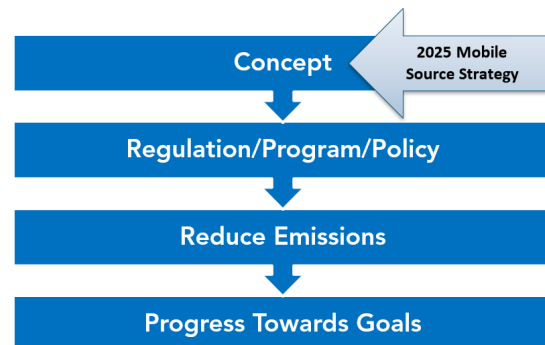 Concept
2025 Mobile
Source Strategy
Regulation/Program/Policy
Reduce Emissions
Progress Towards Goals